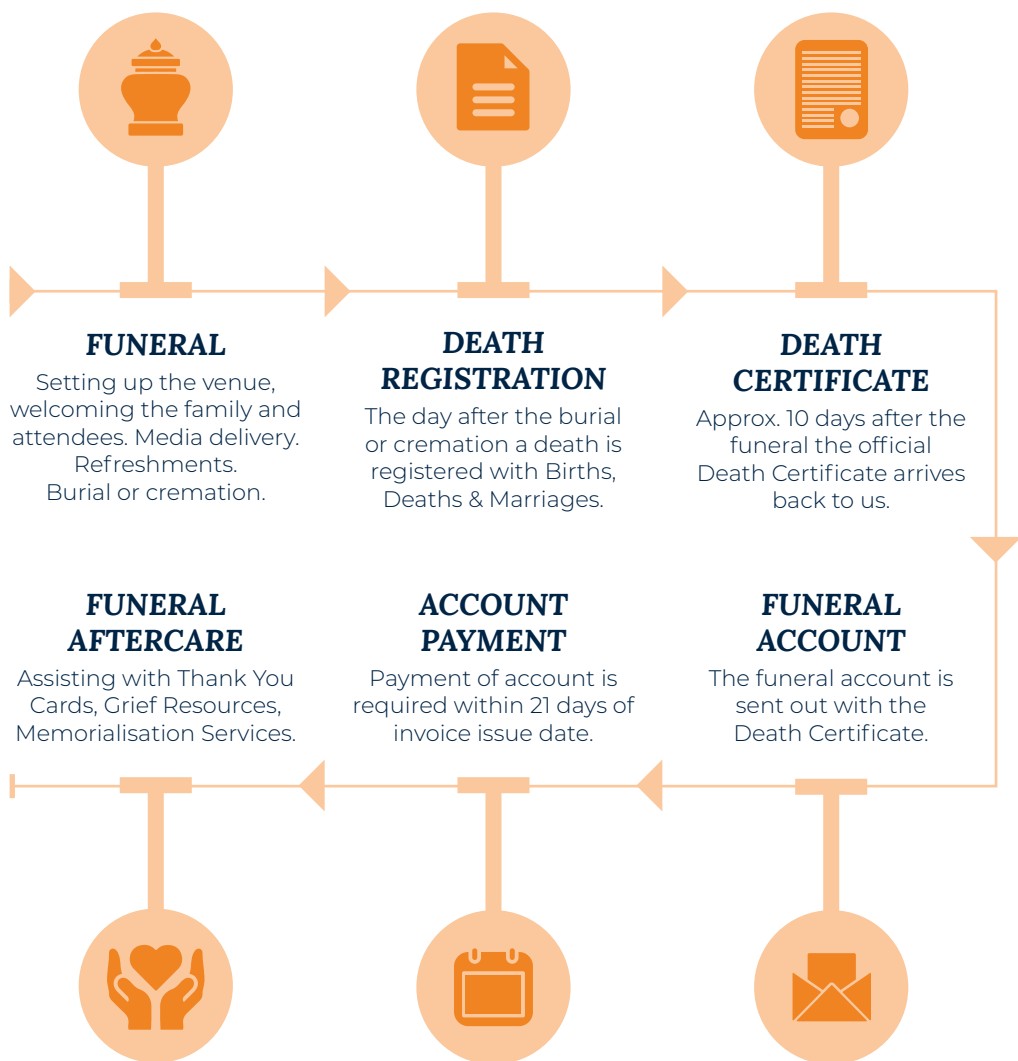 FUNERAL
Setting up the venue,
welcoming the family and
attendees. Media delivery.
Refreshments.
Burial or cremation.
DEATH
REGISTRATION
The day after the burial
or cremation a death is
registered with Births,
Deaths & Marriages.
DEATH
CERTIFICATE
Approx. 10 days after the
funeral the official
Death Certificate arrives
back to us.
FUNERAL
AFTERCARE
Assisting with Thank You
Cards, Grief Resources,
Memorialisation Services.
ACCOUNT
PAYMENT
Payment of account is
required within 21 days of
invoice issue date.
FUNERAL
ACCOUNT
The funeral account is
sent out with the
Death Certificate.